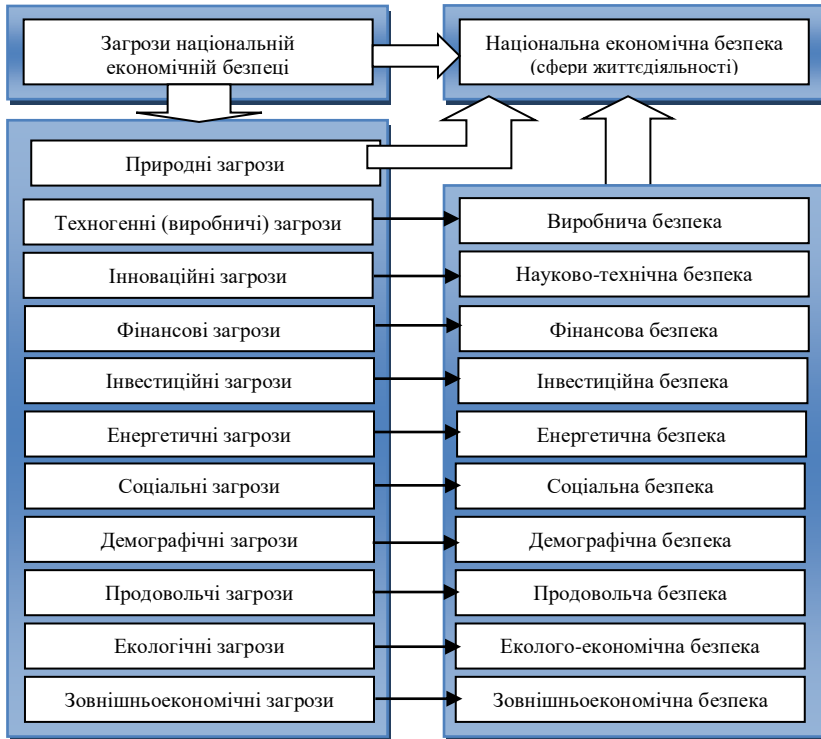 Загрози національній
економічній безпеці
Національна економічна безпека
(сфери життєдіяльності)
Природні загрози
Техногенні (виробничі) загрози
Виробнича безпека
Інноваційні загрози
Науково-технічна безпека
Фінансові загрози
Фінансова безпека
Інвестиційні загрози
Інвестиційна безпека
Енергетичні загрози
Енергетична безпека
Соціальні загрози
Соціальна безпека
Демографічні загрози
Демографічна безпека
Продовольчі загрози
Продовольча безпека
Екологічні загрози
Еколого-економічна безпека
Зовнішньоекономічні загрози
Зовнішньоекономічна безпека